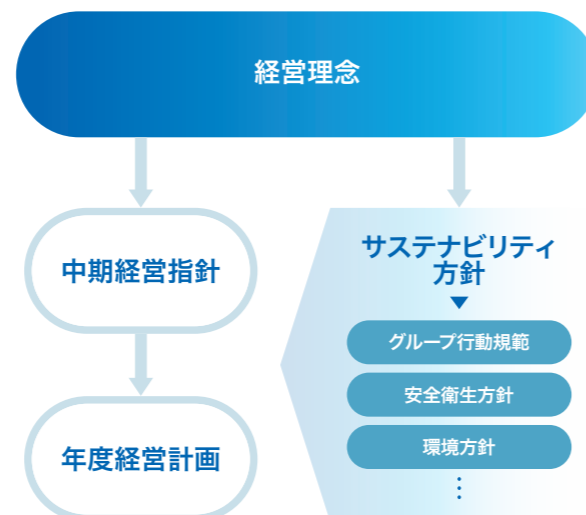 経営理念
中期経営指針
年度経営計画
サステナビリティ
方針
グループ行動規範
安全衛生方針
環境方針
⋮